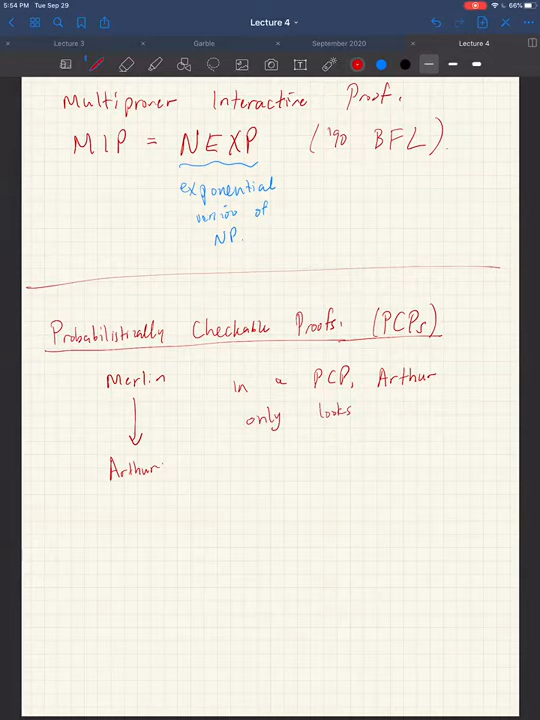 5:54 PM Tue Sep 29
66%
Lecture 4
Lecture 3
Garble
September 2020
Lecture 4
Multiprover Interactive Proof.
MIP = NEXP ('90 BFL).
exponential
version of
NP.
Probabilistically Checkable Proofs. (PCPs)
Merlin
In a PCP, Arthur
only looks
Arthur.